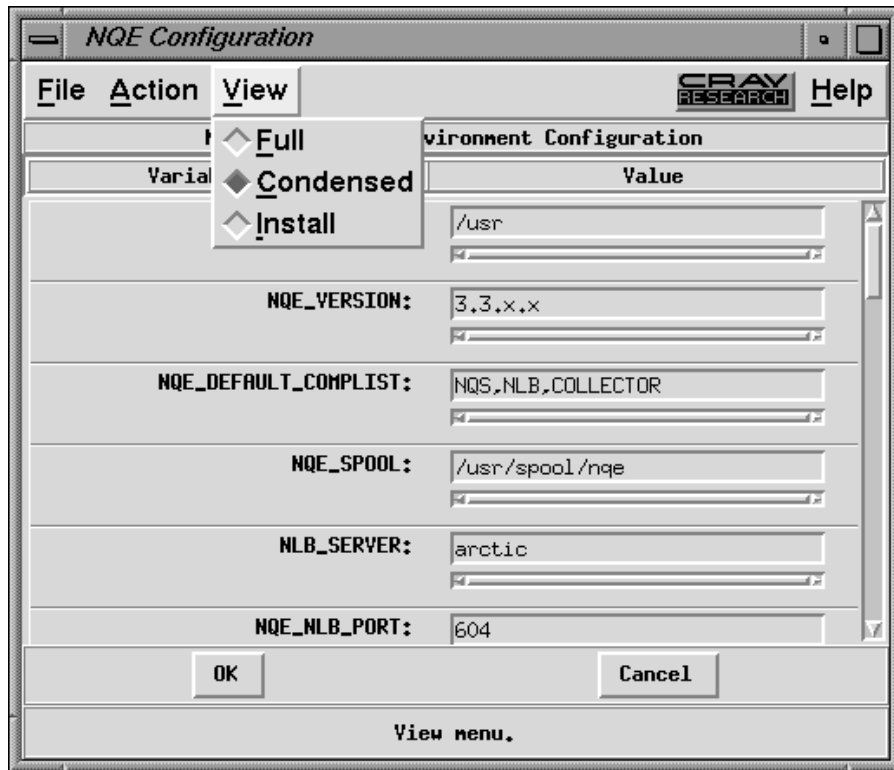 NQE Configuration
File Action View CRAY RESEARCH Help
vironment Configuration
Value
Full
Condensed
Install
/usr
NQE_VERSION: 3.3.x.x
NQE_DEFAULT_COMPLIST: NQS,NLB,COLLECTOR
NQE_SPOOL: /usr/spool/nqe
NLB_SERVER: arctic
NQE_NLB_PORT: 604
OK Cancel
View menu.